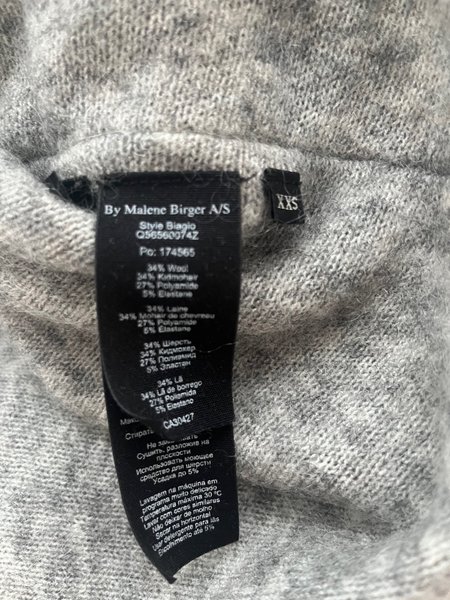 By Malene Birger A/S
Style Biagio
Q56560074Z
Po: 174565
34% Wool
34% Kidmohair
27% Polyamide
5% Elastane
34% Laine
34% Mohair de chevreau
27% Polyamide
5% Elastane
34% Шерсть
34% Кидмохер
27% Полиамид
5% Эластан
34% Lã
34% Lã de borrego
27% Poliamida
5% Elastano
CA30427
XXS
Стирать
Не
Сушить, разложив на
плоскости
Использовать моющее
средство для шерсти
Усадка до 5%
Lavagem na máquina em
programa muito delicado
Temperatura máxima 30 °C
Lavar com cores similares
Não deixar de molho
Secar na horizontal
Usar detergente para lãs
Encolhimento até 5%